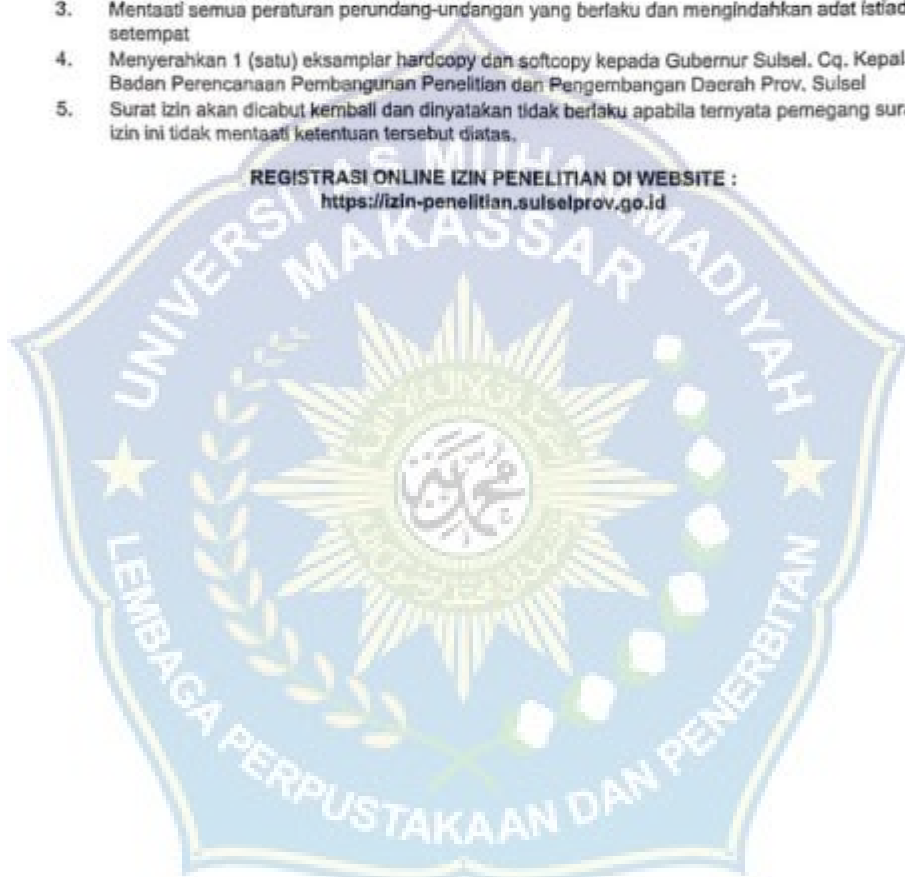 3. Mentaati semua peraturan perundang-undangan yang berlaku dan mengindahkan adat istiad
setempat
4. Menyerahkan 1 (satu) eksamplar hardcopy dan softcopy kepada Gubernur Sulsel. Cq. Kepal
Badan Perencanaan Pembangunan Penelitian dan Pengembangan Daerah Prov. Sulsel
5. Surat izin akan dicabut kembali dan dinyatakan tidak berlaku apabila ternyata pemegang sura
izin ini tidak mentaati ketentuan tersebut diatas.
REGISTRASI ONLINE IZIN PENELITIAN DI WEBSITE :
https://izin-penelitian.sulselprov.go.id
UNIVERSITAS MUHAMMADIYAH
MAKASSAR
محمدية
LEMBAGA PERPUSTAKAAN DAN PENERBITAN